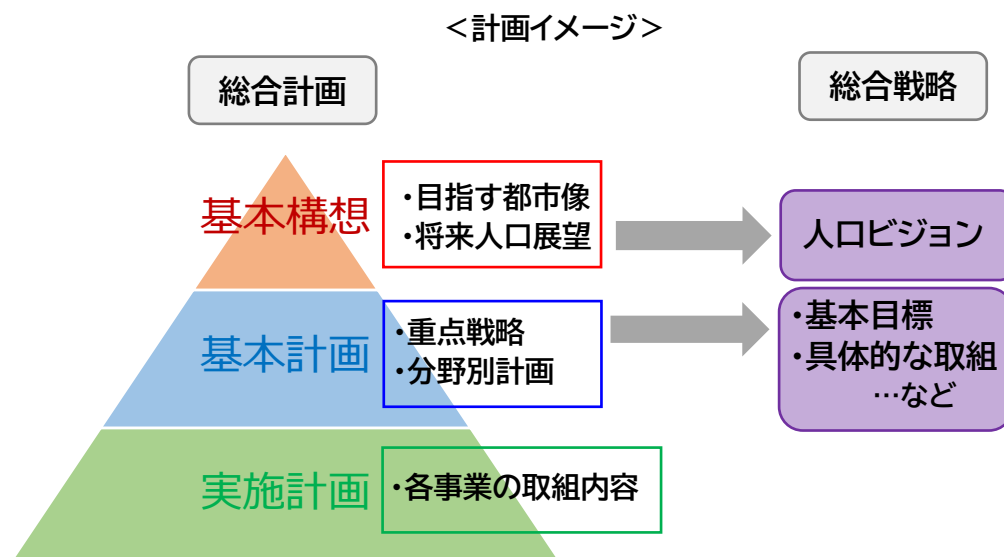 ＜計画イメージ＞
総合計画
総合戦略
基本構想
・目指す都市像
・将来人口展望
人口ビジョン
基本計画
・重点戦略
・分野別計画
・基本目標
・具体的な取組
…など
実施計画
・各事業の取組内容